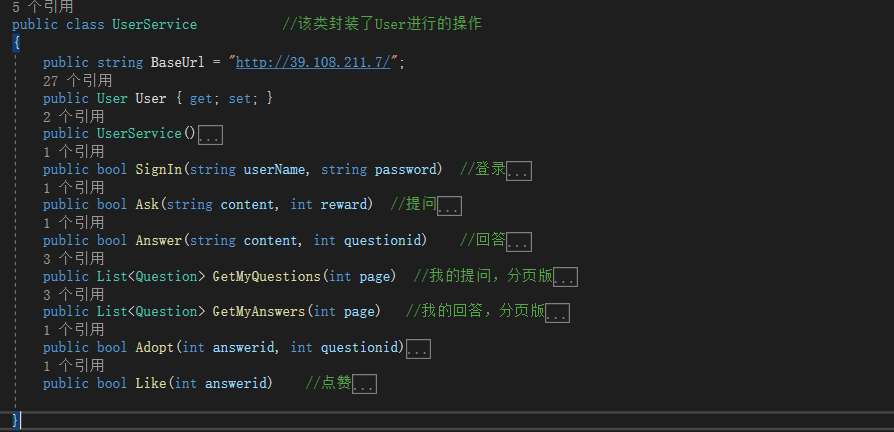 5 个引用
public class UserService //该类封装了User进行的操作
{
public string BaseUrl = "http://39.108.211.7/";
27 个引用
public User User { get; set; }
2 个引用
public UserService()...
1 个引用
public bool SignIn(string userName, string password) //登录...
1 个引用
public bool Ask(string content, int reward) //提问...
1 个引用
public bool Answer(string content, int questionid) //回答...
3 个引用
public List<Question> GetMyQuestions(int page) //我的提问，分页版...
3 个引用
public List<Question> GetMyAnswers(int page) //我的回答，分页版...
1 个引用
public bool Adopt(int answerid, int questionid)...
1 个引用
public bool Like(int answerid) //点赞...
}